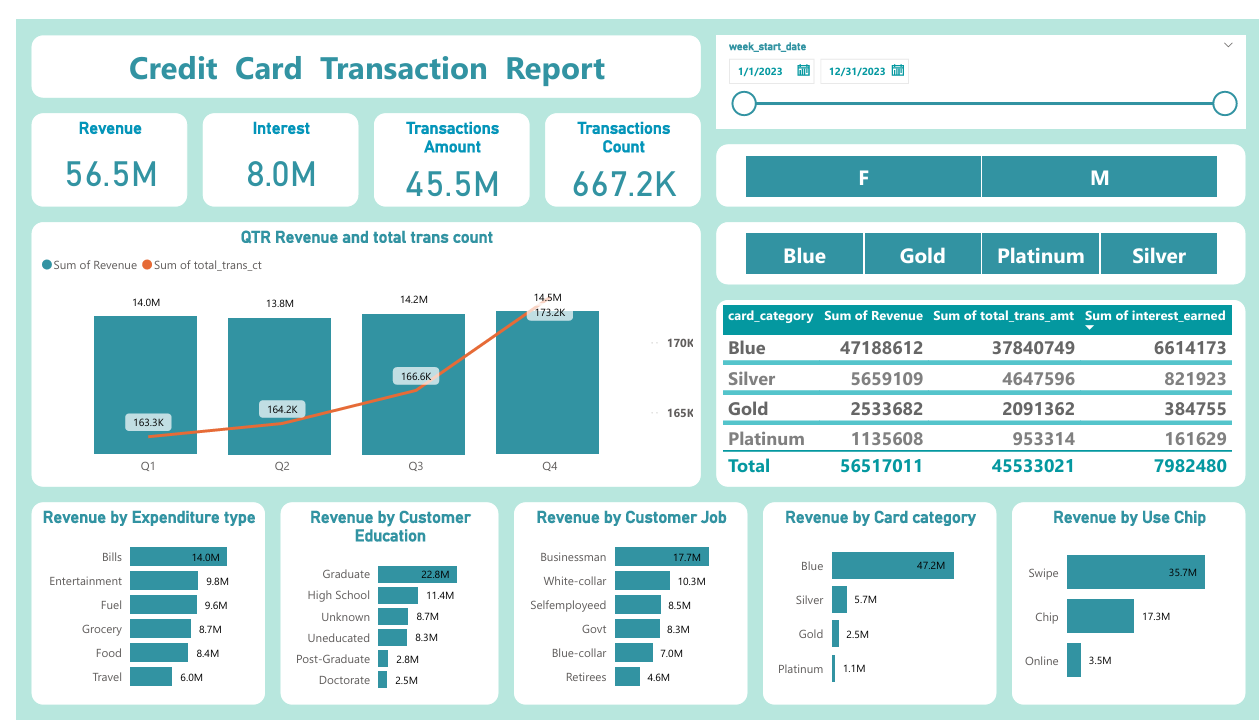 Credit Card Transaction Report
week_start_date
1/1/2023 12/31/2023
Revenue
56.5M
Interest
8.0M
Transactions
Amount
45.5M
Transactions
Count
667.2K
F M
Blue Gold Platinum Silver
QTR Revenue and total trans count
Sum of Revenue Sum of total_trans_ct
14.0M 13.8M 14.2M 14.5M
163.3K 164.2K 166.6K 173.2K
170K
165K
Q1 Q2 Q3 Q4
card_category Sum of Revenue Sum of total_trans_amt Sum of interest_earned
Blue 47188612 37840749 6614173
Silver 5659109 4647596 821923
Gold 2533682 2091362 384755
Platinum 1135608 953314 161629
Total 56517011 45533021 7982480
Revenue by Expenditure type
Bills 14.0M
Entertainment 9.8M
Fuel 9.6M
Grocery 8.7M
Food 8.4M
Travel 6.0M
Revenue by Customer
Education
Graduate 22.8M
High School 11.4M
Unknown 8.7M
Uneducated 8.3M
Post-Graduate 2.8M
Doctorate 2.5M
Revenue by Customer Job
Businessman 17.7M
White-collar 10.3M
Selfemployeed 8.5M
Govt 8.3M
Blue-collar 7.0M
Retirees 4.6M
Revenue by Card category
Blue 47.2M
Silver 5.7M
Gold 2.5M
Platinum 1.1M
Revenue by Use Chip
Swipe 35.7M
Chip 17.3M
Online 3.5M